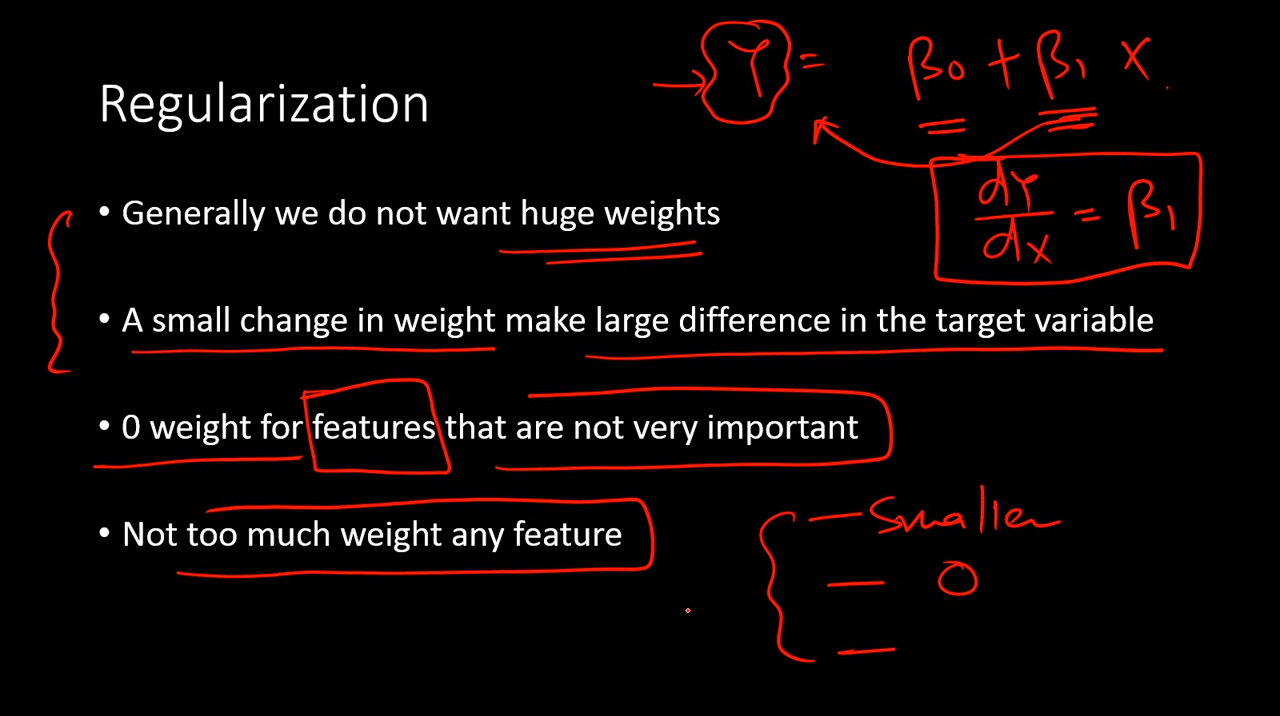 Y = β0 + β1 X
Regularization
dY/dX = β1
• Generally we do not want huge weights
• A small change in weight make large difference in the target variable
• 0 weight for features that are not very important
• Not too much weight any feature
— Smaller
— 0
—